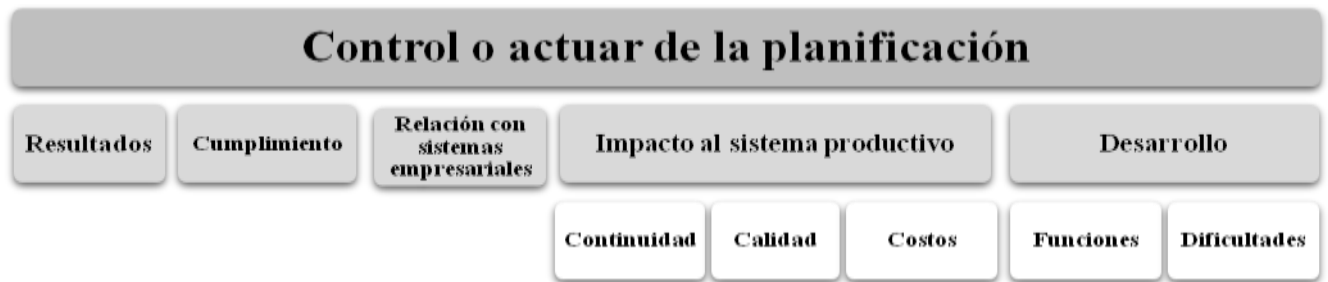 Control o actuar de la planificación
Resultados
Cumplimiento
Relación con
sistemas
empresariales
Impacto al sistema productivo
Desarrollo
Continuidad
Calidad
Costos
Funciones
Dificultades